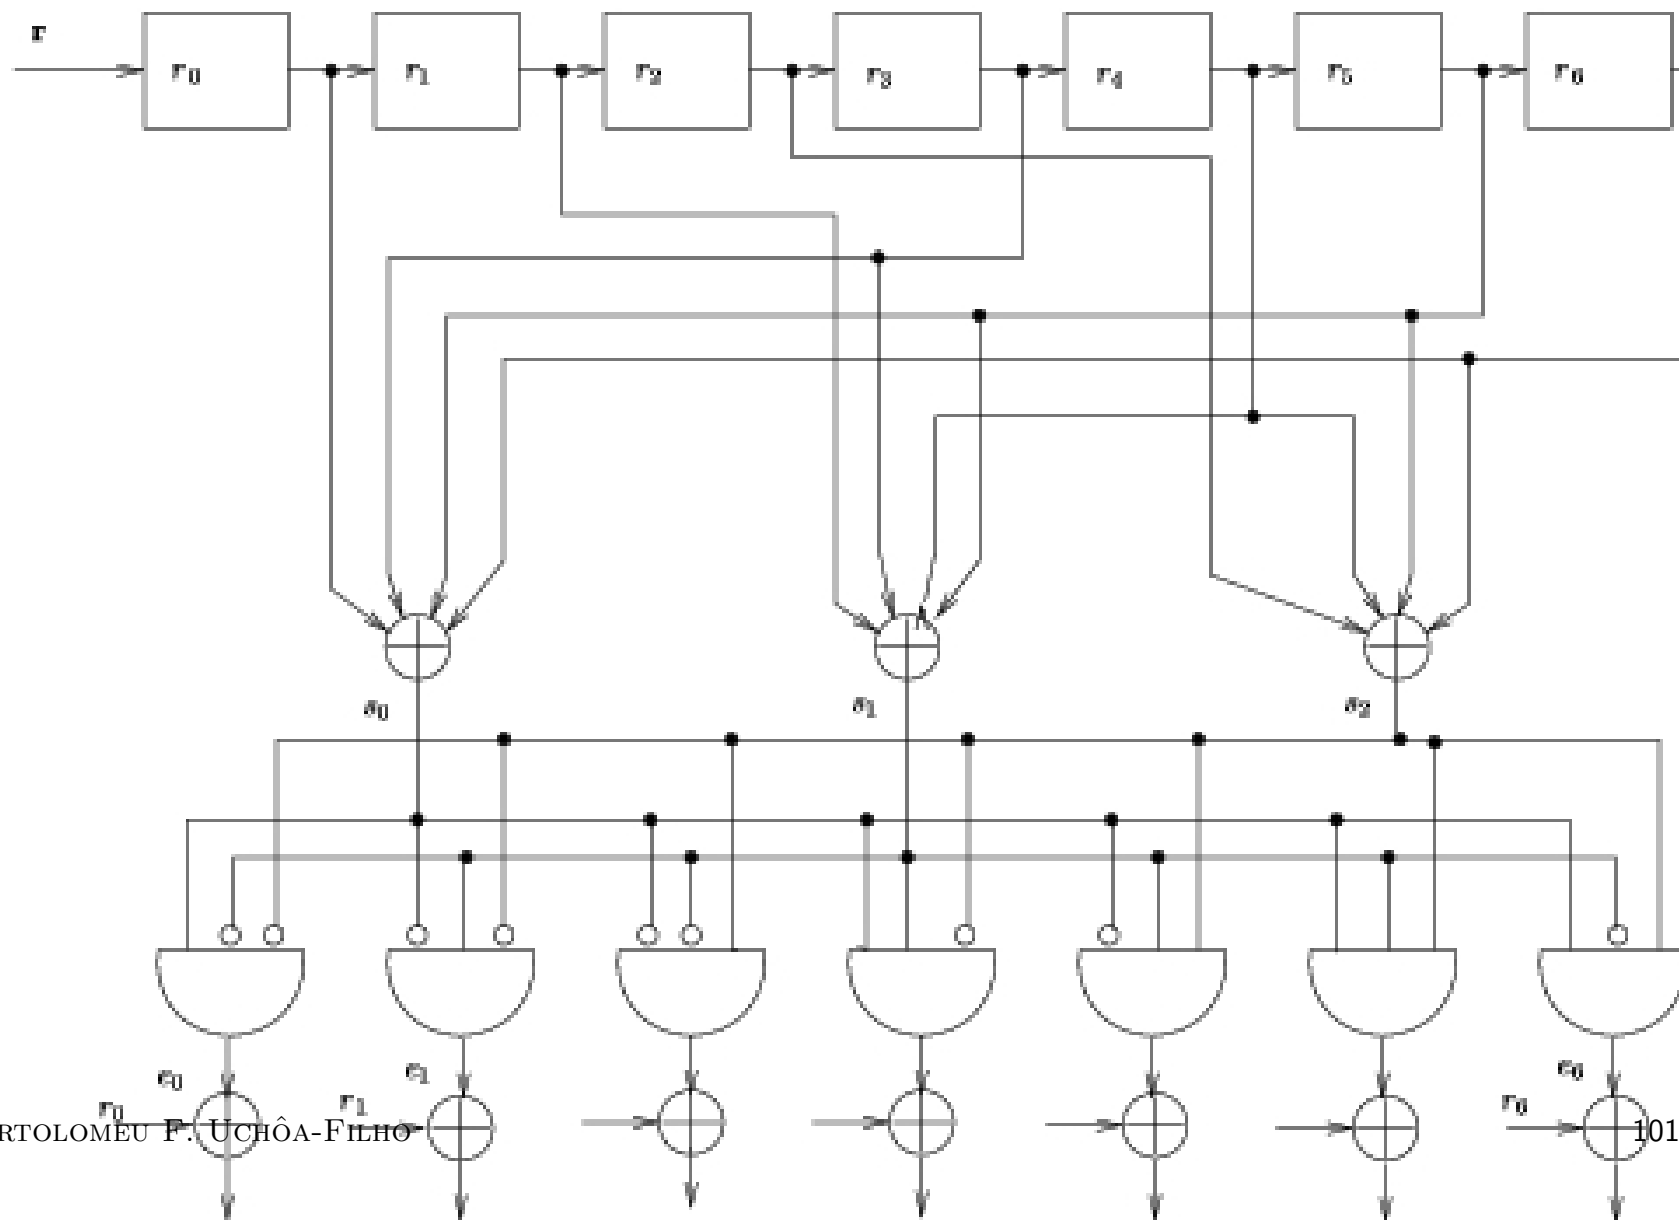 r
r0 r1 r2 r3 r4 r5 r6
s0 s1 s2
e0 e1 e6
r0 r1 r6
RTOLOMEU F. UCHÔA-FILHO 101